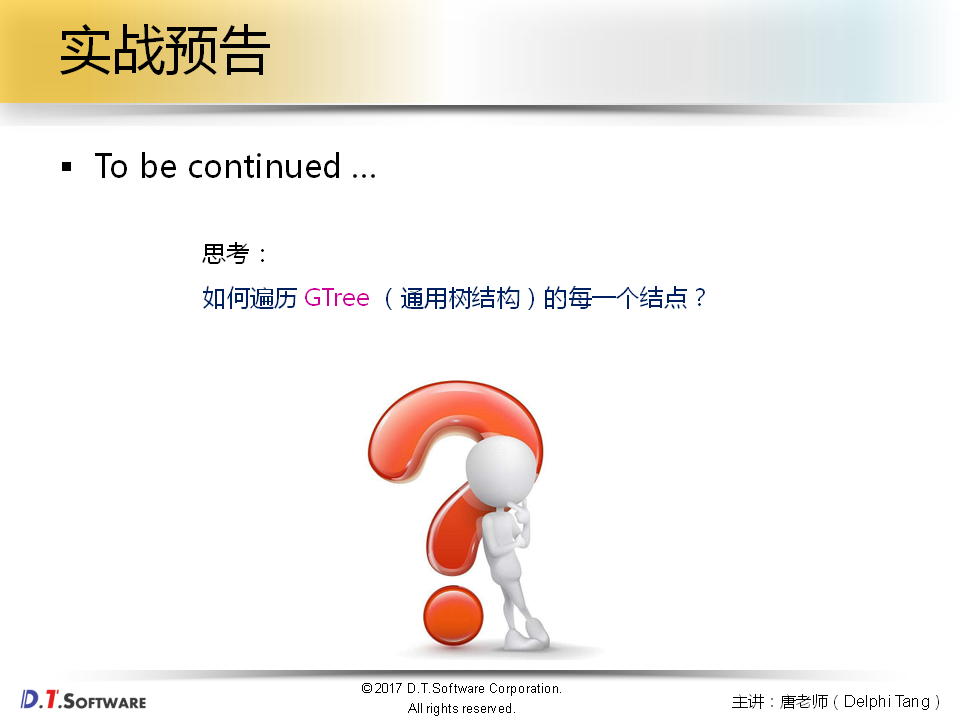 实战预告
▪ To be continued …
思考：
如何遍历 GTree （通用树结构）的每一个结点？
D.T.SOFTWARE
©2017 D.T.Software Corporation.
All rights reserved.
主讲：唐老师（Delphi Tang）